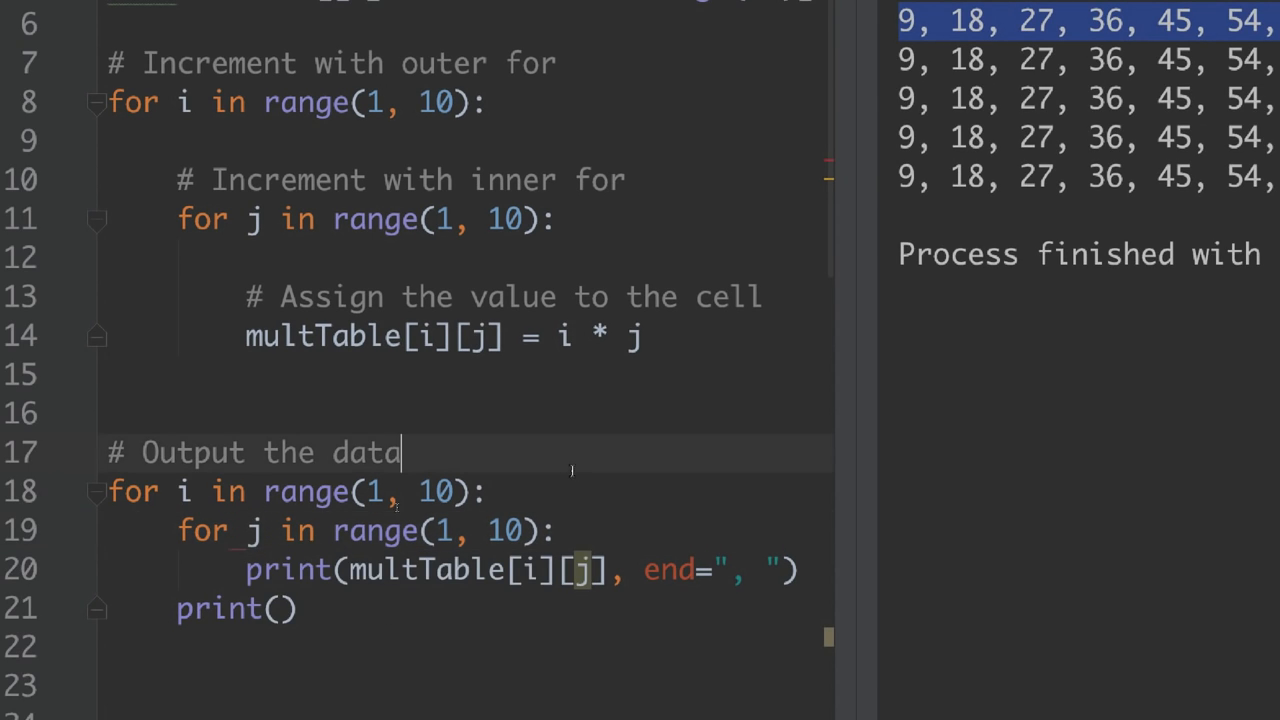 6
7 # Increment with outer for
8 for i in range(1, 10):
9
10 # Increment with inner for
11 for j in range(1, 10):
12
13 # Assign the value to the cell
14 multTable[i][j] = i * j
15
16
17 # Output the data
18 for i in range(1, 10):
19 for j in range(1, 10):
20 print(multTable[i][j], end=", ")
21 print()
22
23
9, 18, 27, 36, 45, 54,
9, 18, 27, 36, 45, 54,
9, 18, 27, 36, 45, 54,
9, 18, 27, 36, 45, 54,
9, 18, 27, 36, 45, 54,
Process finished with